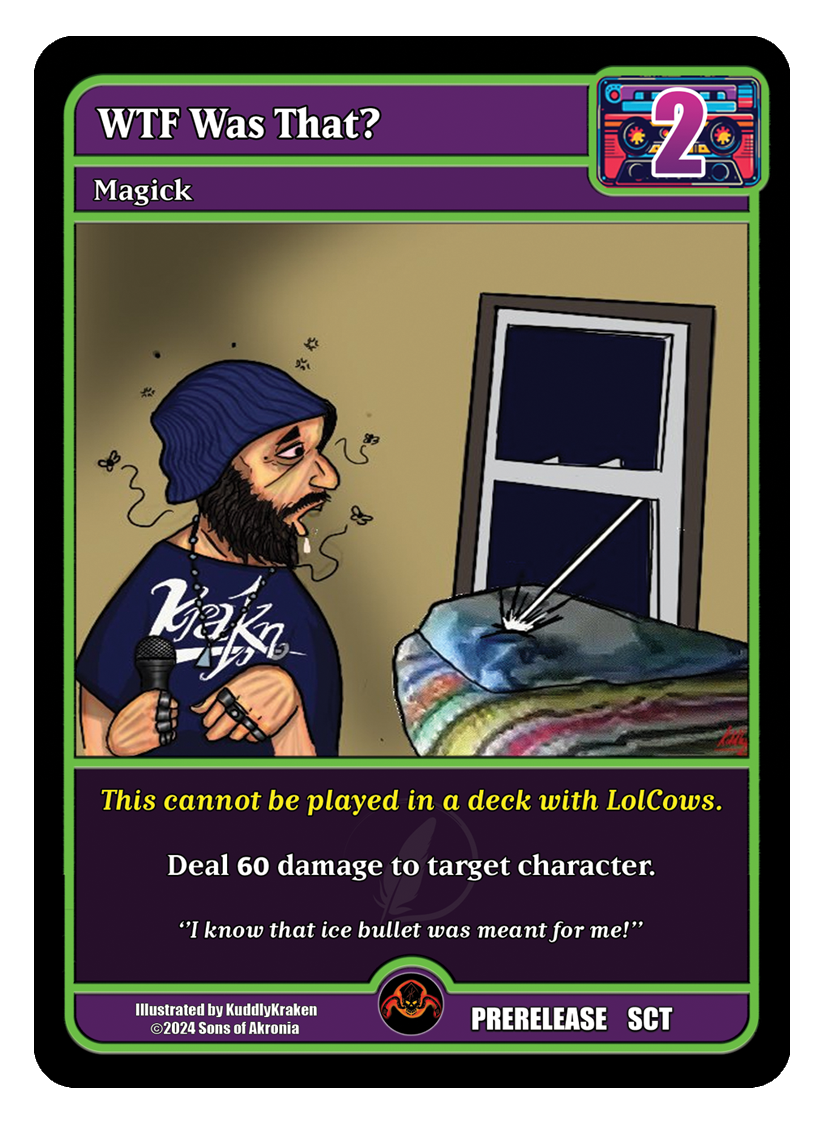 WTF Was That?
2
Magick
KraKn
This cannot be played in a deck with LolCows.
Deal 60 damage to target character.
‘’I know that ice bullet was meant for me!’’
Illustrated by KuddlyKraken
©2024 Sons of Akronia
PRERELEASE SCT